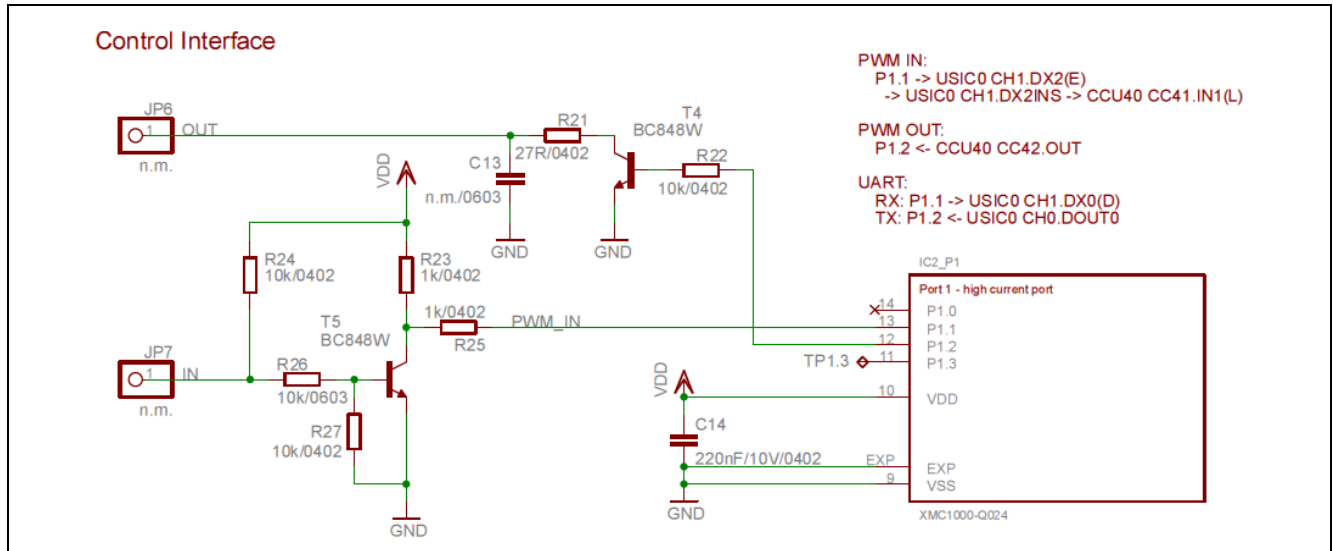 Control Interface
PWM IN:
P1.1 -> USIC0 CH1.DX2(E)
-> USIC0 CH1.DX2INS -> CCU40 CC41.IN1(L)
PWM OUT:
P1.2 <- CCU40 CC42.OUT
UART:
RX: P1.1 -> USIC0 CH1.DX0(D)
TX: P1.2 <- USIC0 CH0.DOUT0
JP6
1
OUT
n.m.
VDD
C13
n.m./0603
GND
R21
27R/0402
T4
BC848W
GND
R22
10k/0402
R24
10k/0402
R23
1k/0402
1k/0402
R25
PWM_IN
T5
BC848W
JP7
1
IN
n.m.
R26
10k/0603
R27
10k/0402
GND
IC2_P1
Port 1 - high current port
14
P1.0
13
P1.1
12
P1.2
TP1.3
11
P1.3
VDD
10
VDD
C14
220nF/10V/0402
EXP
EXP
9
VSS
GND
XMC1000-Q024